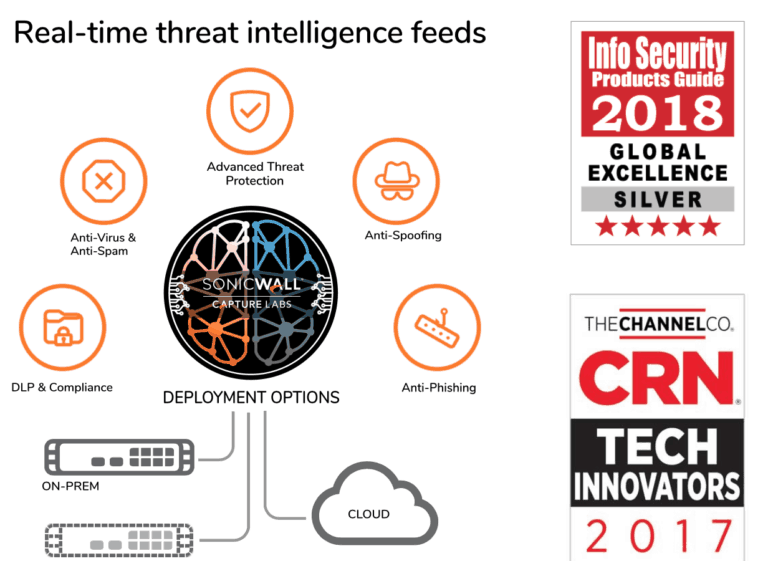 Real-time threat intelligence feeds
Advanced Threat
Protection
Anti-Virus &
Anti-Spam
Anti-Spoofing
SONICWALL
CAPTURE LABS
DLP & Compliance
Anti-Phishing
DEPLOYMENT OPTIONS
ON-PREM
CLOUD
Info Security
Products Guide
2018
GLOBAL
EXCELLENCE
SILVER
THECHANNELCO.
CRN®
TECH
INNOVATORS
2017